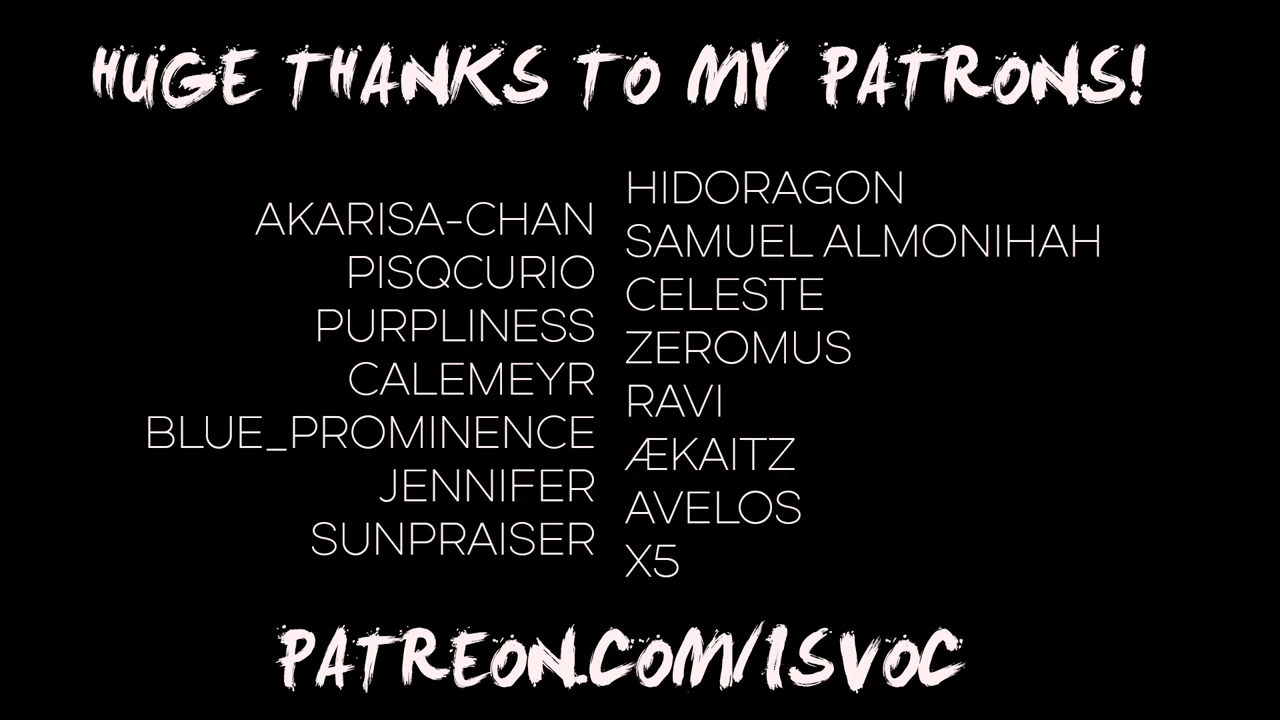 HUGE THANKS TO MY PATRONS!
AKARISA-CHAN
PISQCURIO
PURPLINESS
CALEMEYR
BLUE_PROMINENCE
JENNIFER
SUNPRAISER
HIDORAGON
SAMUEL ALMONIHAH
CELESTE
ZEROMUS
RAVI
ÆKAITZ
AVELOS
X5
PATREON.COM/1SVOC